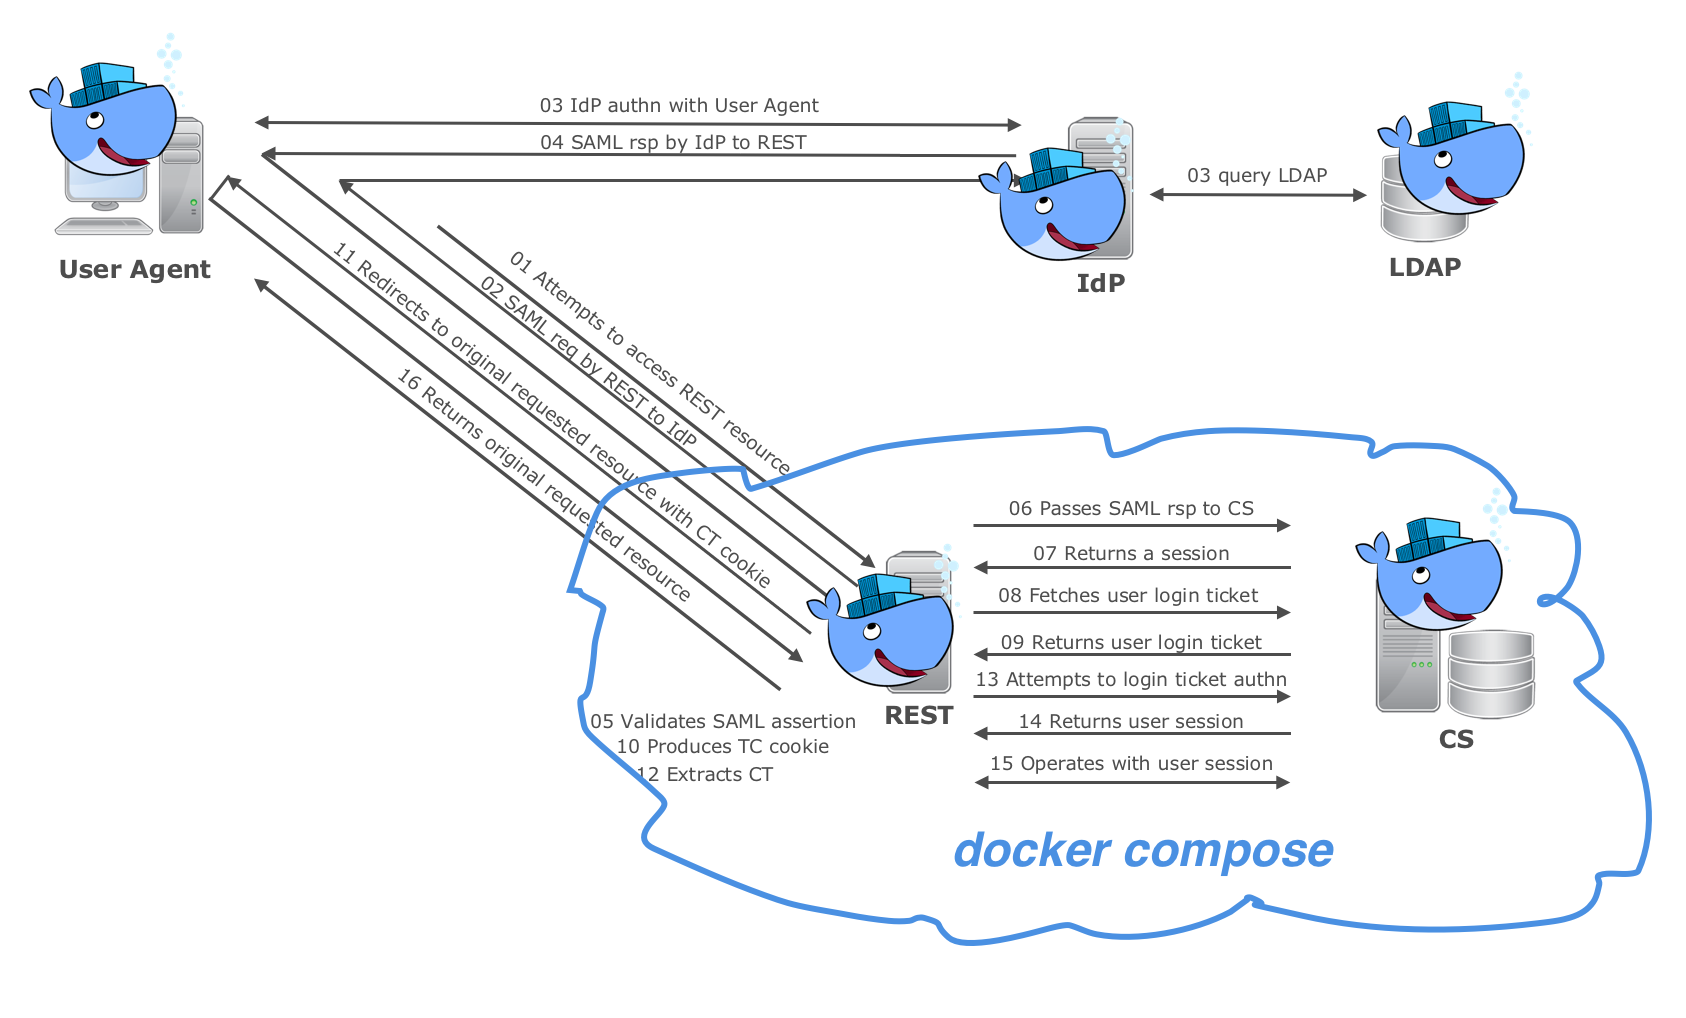 03 IdP authn with User Agent
04 SAML rsp by IdP to REST
03 query LDAP
User Agent
IdP
LDAP
01 Attempts to access REST resource
02 SAML req by REST to IdP
11 Redirects to original requested resource with CT cookie
16 Returns original requested resource
06 Passes SAML rsp to CS
07 Returns a session
08 Fetches user login ticket
09 Returns user login ticket
13 Attempts to login ticket authn
14 Returns user session
15 Operates with user session
REST
CS
05 Validates SAML assertion
10 Produces TC cookie
12 Extracts CT
docker compose